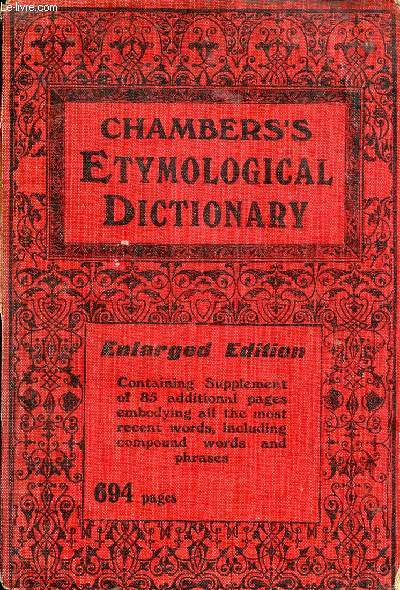 Le-livre.com
CHAMBERS'S
ETYMOLOGICAL
DICTIONARY
Enlarged Edition
Containing Supplement
of 85 additional pages
embodying all the most
recent words, including
compound words and
phrases
694 pages